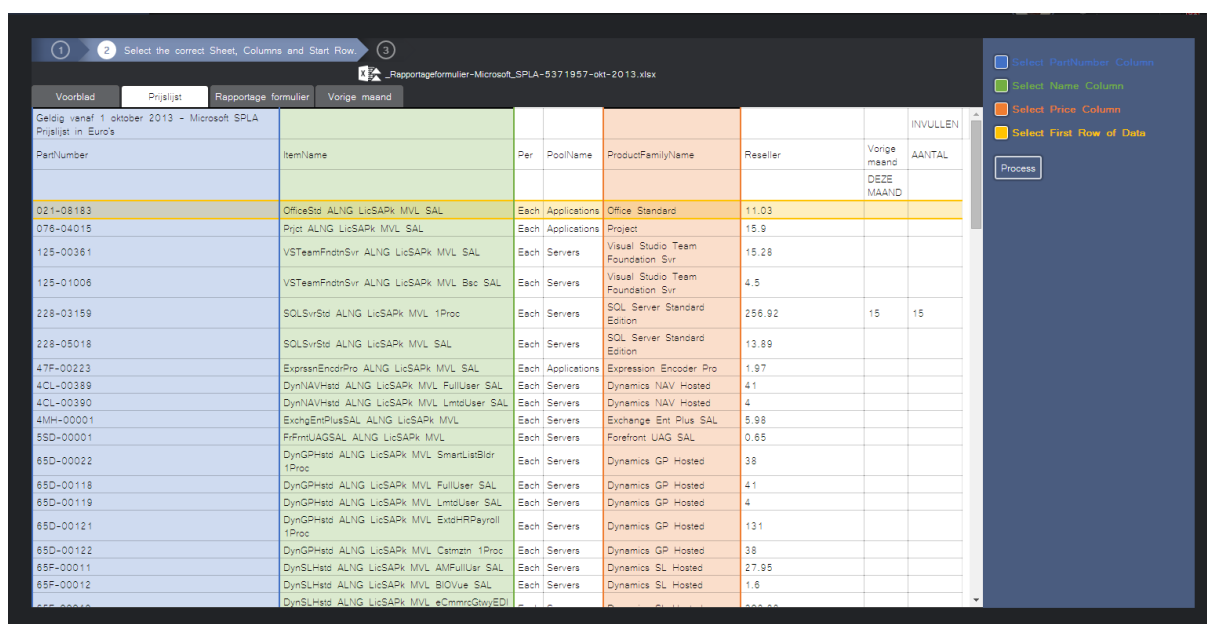 1 2 Select the correct Sheet, Columns and Start Row. 3
_Rapportageformulier-Microsoft_SPLA-5371957-okt-2013.xlsx
Voorblad Prijslijst Rapportage formulier Vorige maand
Geldig vanaf 1 oktober 2013 - Microsoft SPLA INVULLEN
Prijslijst in Euro's
PartNumber ItemName Per PoolName ProductFamilyName Reseller Vorige maand AANTAL
DEZE MAAND
021-08183 OfficeStd ALNG LicSAPk MVL SAL Each Applications Office Standard 11.03
076-04015 Prjct ALNG LicSAPk MVL SAL Each Applications Project 15.9
125-00361 VSTeamFndtnSvr ALNG LicSAPk MVL SAL Each Servers Visual Studio Team Foundation Svr 15.28
125-01006 VSTeamFndtnSvr ALNG LicSAPk MVL Bsc SAL Each Servers Visual Studio Team Foundation Svr 4.5
228-03159 SQLSvrStd ALNG LicSAPk MVL 1Proc Each Servers SQL Server Standard Edition 256.92 15 15
228-05018 SQLSvrStd ALNG LicSAPk MVL SAL Each Servers SQL Server Standard Edition 13.89
47F-00223 ExprssnEncdrPro ALNG LicSAPk MVL SAL Each Applications Expression Encoder Pro 1.97
4CL-00389 DynNAVHstd ALNG LicSAPk MVL FullUser SAL Each Servers Dynamics NAV Hosted 41
4CL-00390 DynNAVHstd ALNG LicSAPk MVL LmtdUser SAL Each Servers Dynamics NAV Hosted 4
4MH-00001 ExchgEntPlusSAL ALNG LicSAPk MVL Each Servers Exchange Ent Plus SAL 5.98
5SD-00001 FrFrntUAGSAL ALNG LicSAPk MVL Each Servers Forefront UAG SAL 0.65
65D-00022 DynGPHstd ALNG LicSAPk MVL SmartListBldr 1Proc Each Servers Dynamics GP Hosted 38
65D-00118 DynGPHstd ALNG LicSAPk MVL FullUser SAL Each Servers Dynamics GP Hosted 41
65D-00119 DynGPHstd ALNG LicSAPk MVL LmtdUser SAL Each Servers Dynamics GP Hosted 4
65D-00121 DynGPHstd ALNG LicSAPk MVL ExtdHRPayroll 1Proc Each Servers Dynamics GP Hosted 131
65D-00122 DynGPHstd ALNG LicSAPk MVL Cstmztn 1Proc Each Servers Dynamics GP Hosted 38
65F-00011 DynSLHstd ALNG LicSAPk MVL AMFullUsr SAL Each Servers Dynamics SL Hosted 27.95
65F-00012 DynSLHstd ALNG LicSAPk MVL BIOVue SAL Each Servers Dynamics SL Hosted 1.6
DynSLHstd ALNG LicSAPk MVL eCmmrcGtwyEDI
Select PartNumber Column
Select Name Column
Select Price Column
Select First Row of Data
Process